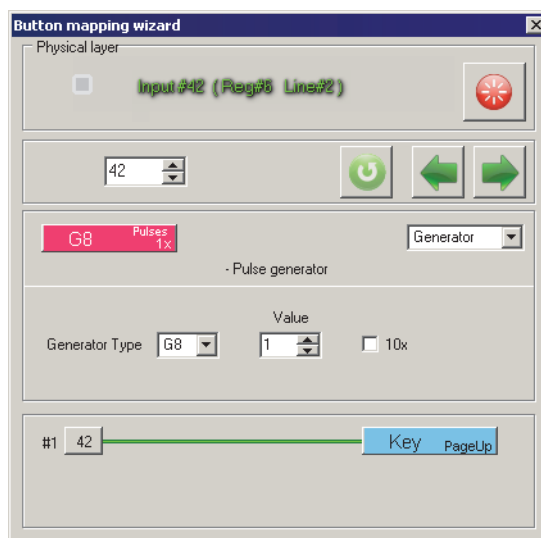 Button mapping wizard
Physical layer
Input #42 (Reg#6 Line#2)
42
G8 Pulses 1x
Generator
- Pulse generator
Value
Generator Type G8 1 10x
#1 42 Key PageUp